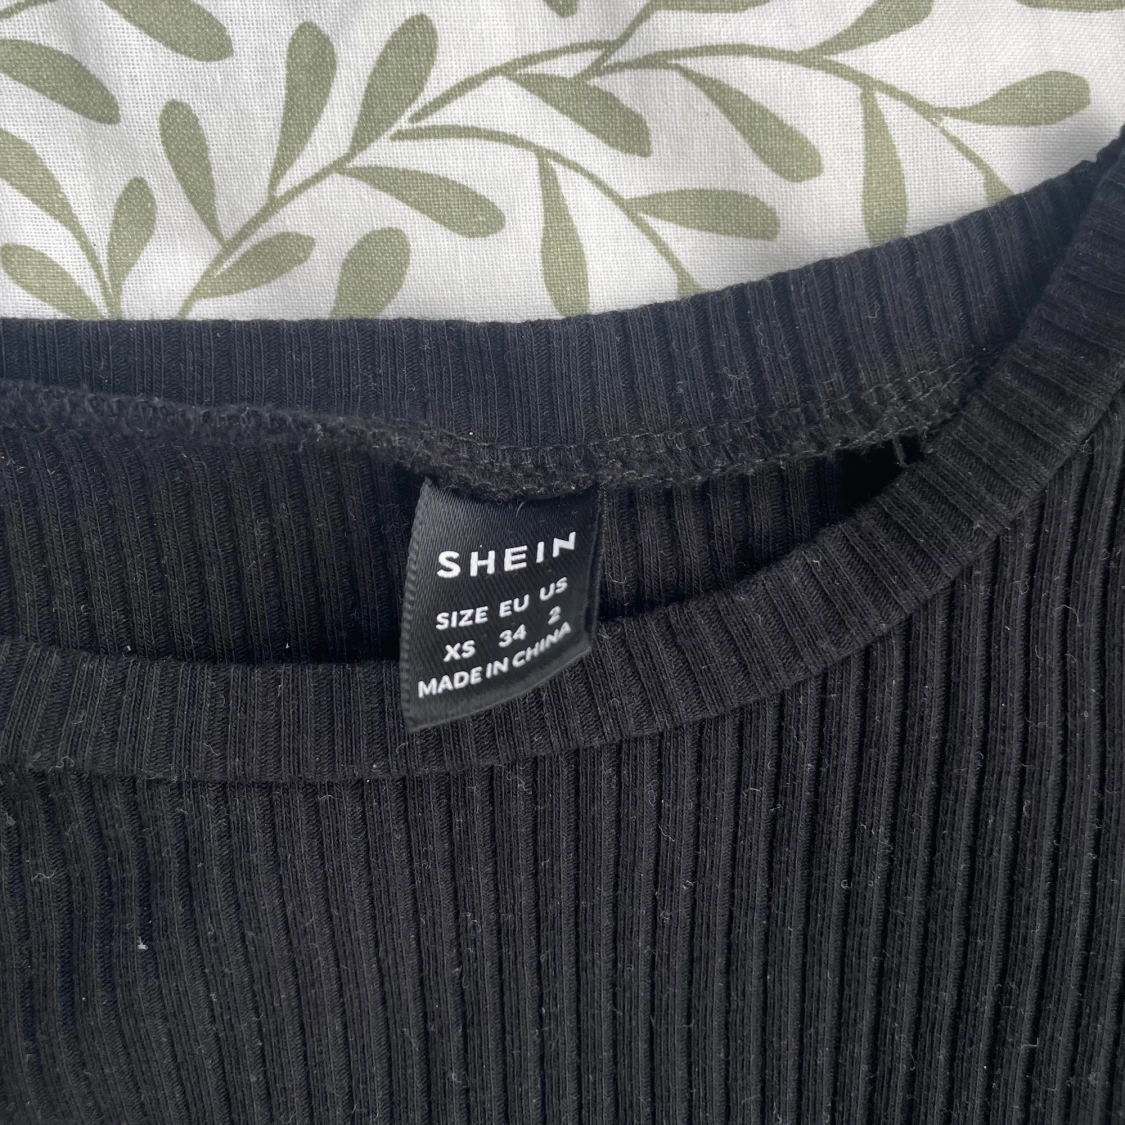 SHEIN
SIZE EU US
XS 34 2
MADE IN CHINA